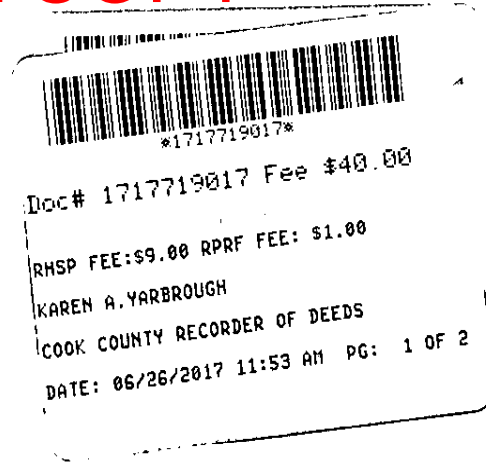 *1717719017*
Doc# 1717719017 Fee $40.00
RHSP FEE:$9.00 RPRF FEE: $1.00
KAREN A.YARBROUGH
COOK COUNTY RECORDER OF DEEDS
DATE: 06/26/2017 11:53 AM PG: 1 OF 2